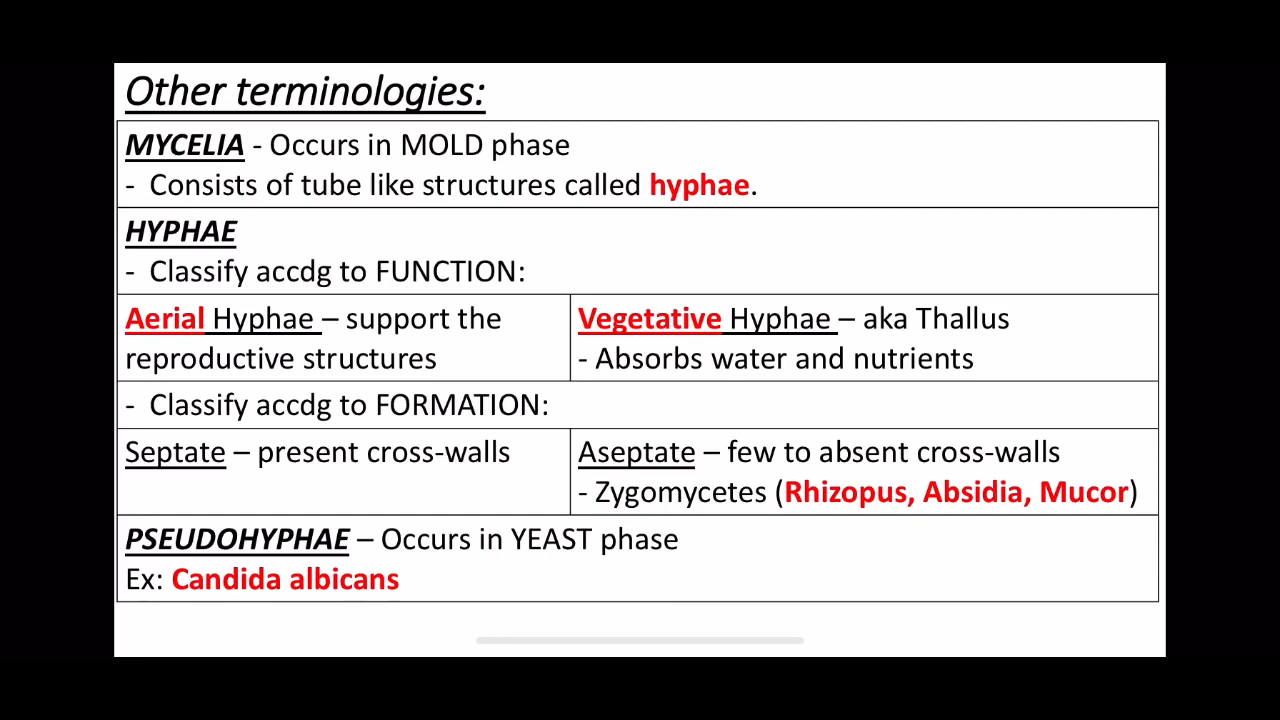 Other terminologies:
MYCELIA - Occurs in MOLD phase
- Consists of tube like structures called hyphae.
HYPHAE
- Classify accdg to FUNCTION:
Aerial Hyphae – support the
reproductive structures
Vegetative Hyphae – aka Thallus
- Absorbs water and nutrients
- Classify accdg to FORMATION:
Septate – present cross-walls
Aseptate – few to absent cross-walls
- Zygomycetes (Rhizopus, Absidia, Mucor)
PSEUDOHYPHAE – Occurs in YEAST phase
Ex: Candida albicans